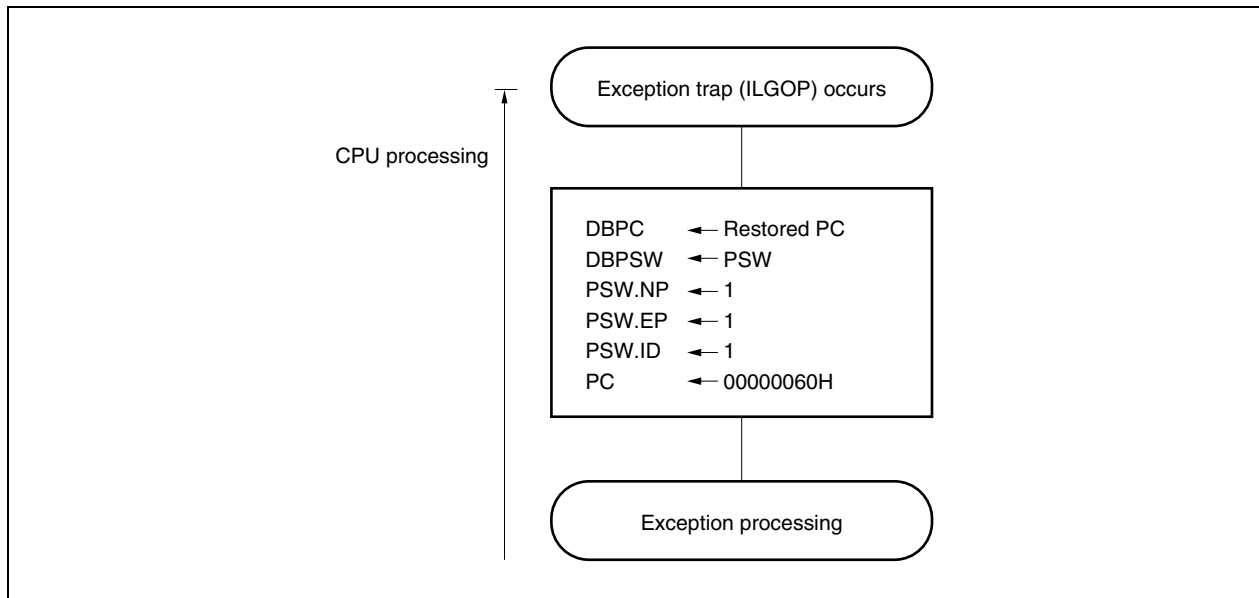 Exception trap (ILGOP) occurs
CPU processing
DBPC ← Restored PC
DBPSW ← PSW
PSW.NP ← 1
PSW.EP ← 1
PSW.ID ← 1
PC ← 00000060H
Exception processing